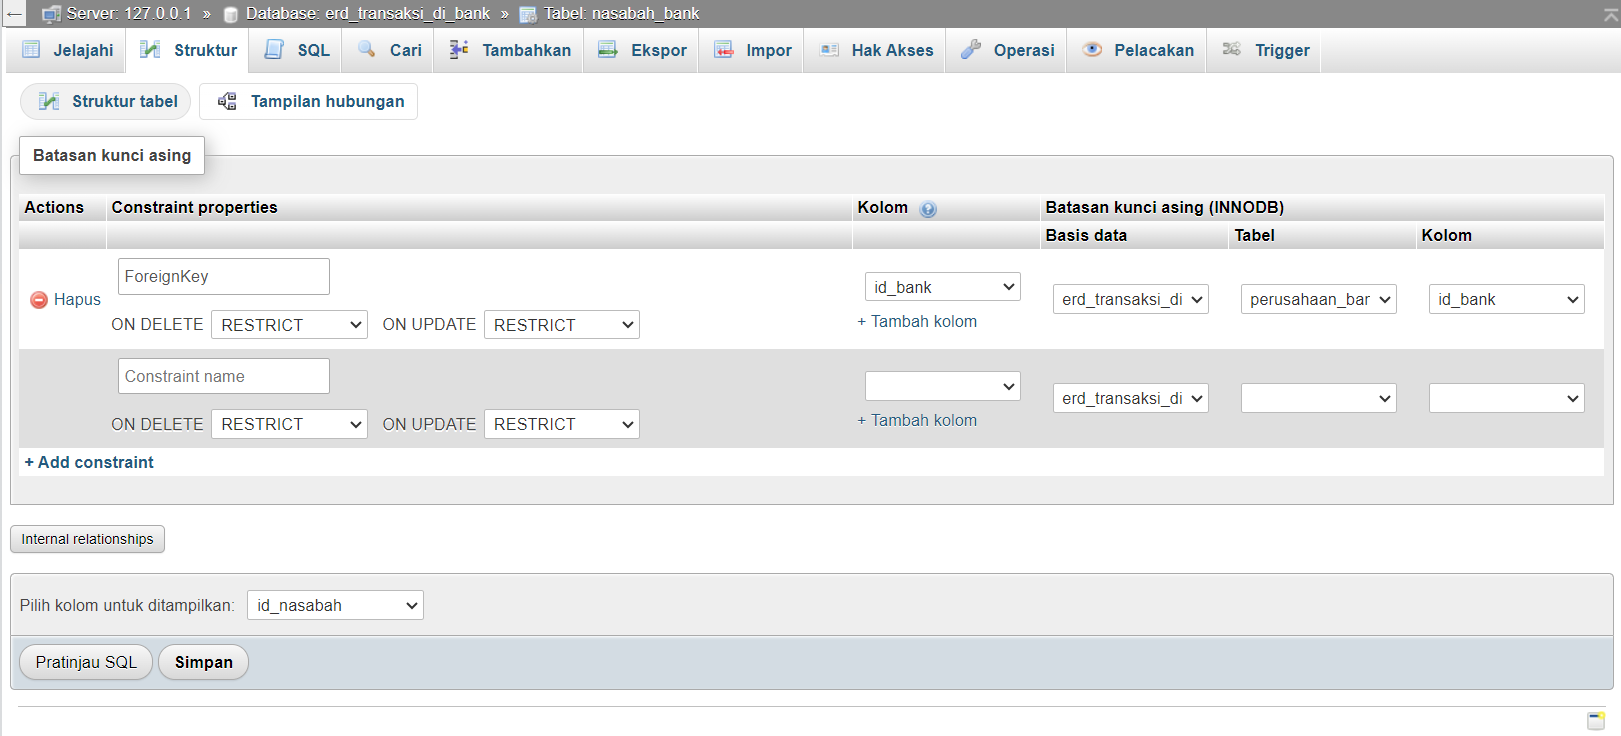 Server: 127.0.0.1 » Database: erd_transaksi_di_bank » Tabel: nasabah_bank
Jelajahi Struktur SQL Cari Tambahkan Ekspor Impor Hak Akses Operasi Pelacakan Trigger
Struktur tabel Tampilan hubungan
Batasan kunci asing
Actions Constraint properties Kolom Batasan kunci asing (INNODB)
Basis data Tabel Kolom
ForeignKey
Hapus
id_bank
erd_transaksi_di perusahaan_bar id_bank
ON DELETE RESTRICT ON UPDATE RESTRICT
+ Tambah kolom
Constraint name
erd_transaksi_di
ON DELETE RESTRICT ON UPDATE RESTRICT
+ Tambah kolom
+ Add constraint
Internal relationships
Pilih kolom untuk ditampilkan: id_nasabah
Pratinjau SQL Simpan